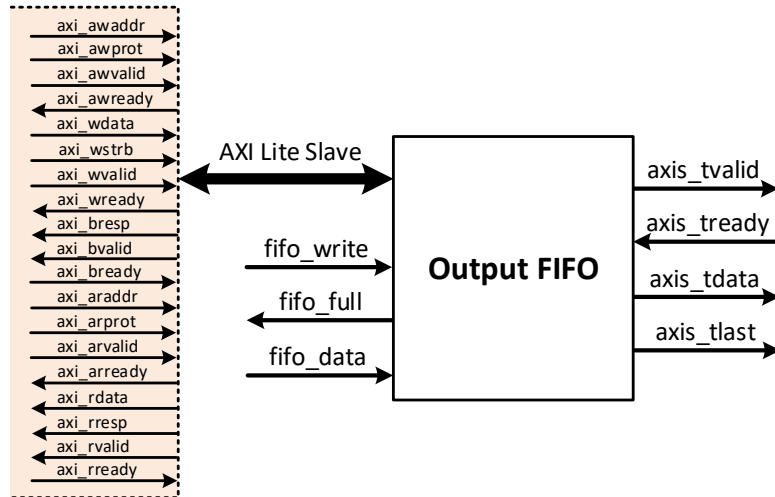 axi_awaddr
axi_awprot
axi_awvalid
axi_awready
axi_wdata
axi_wstrb
axi_wvalid
axi_wready
axi_bresp
axi_bvalid
axi_bready
axi_araddr
axi_arprot
axi_arvalid
axi_arready
axi_rdata
axi_rresp
axi_rvalid
axi_rready
AXI Lite Slave
fifo_write
fifo_full
fifo_data
Output FIFO
axis_tvalid
axis_tready
axis_tdata
axis_tlast